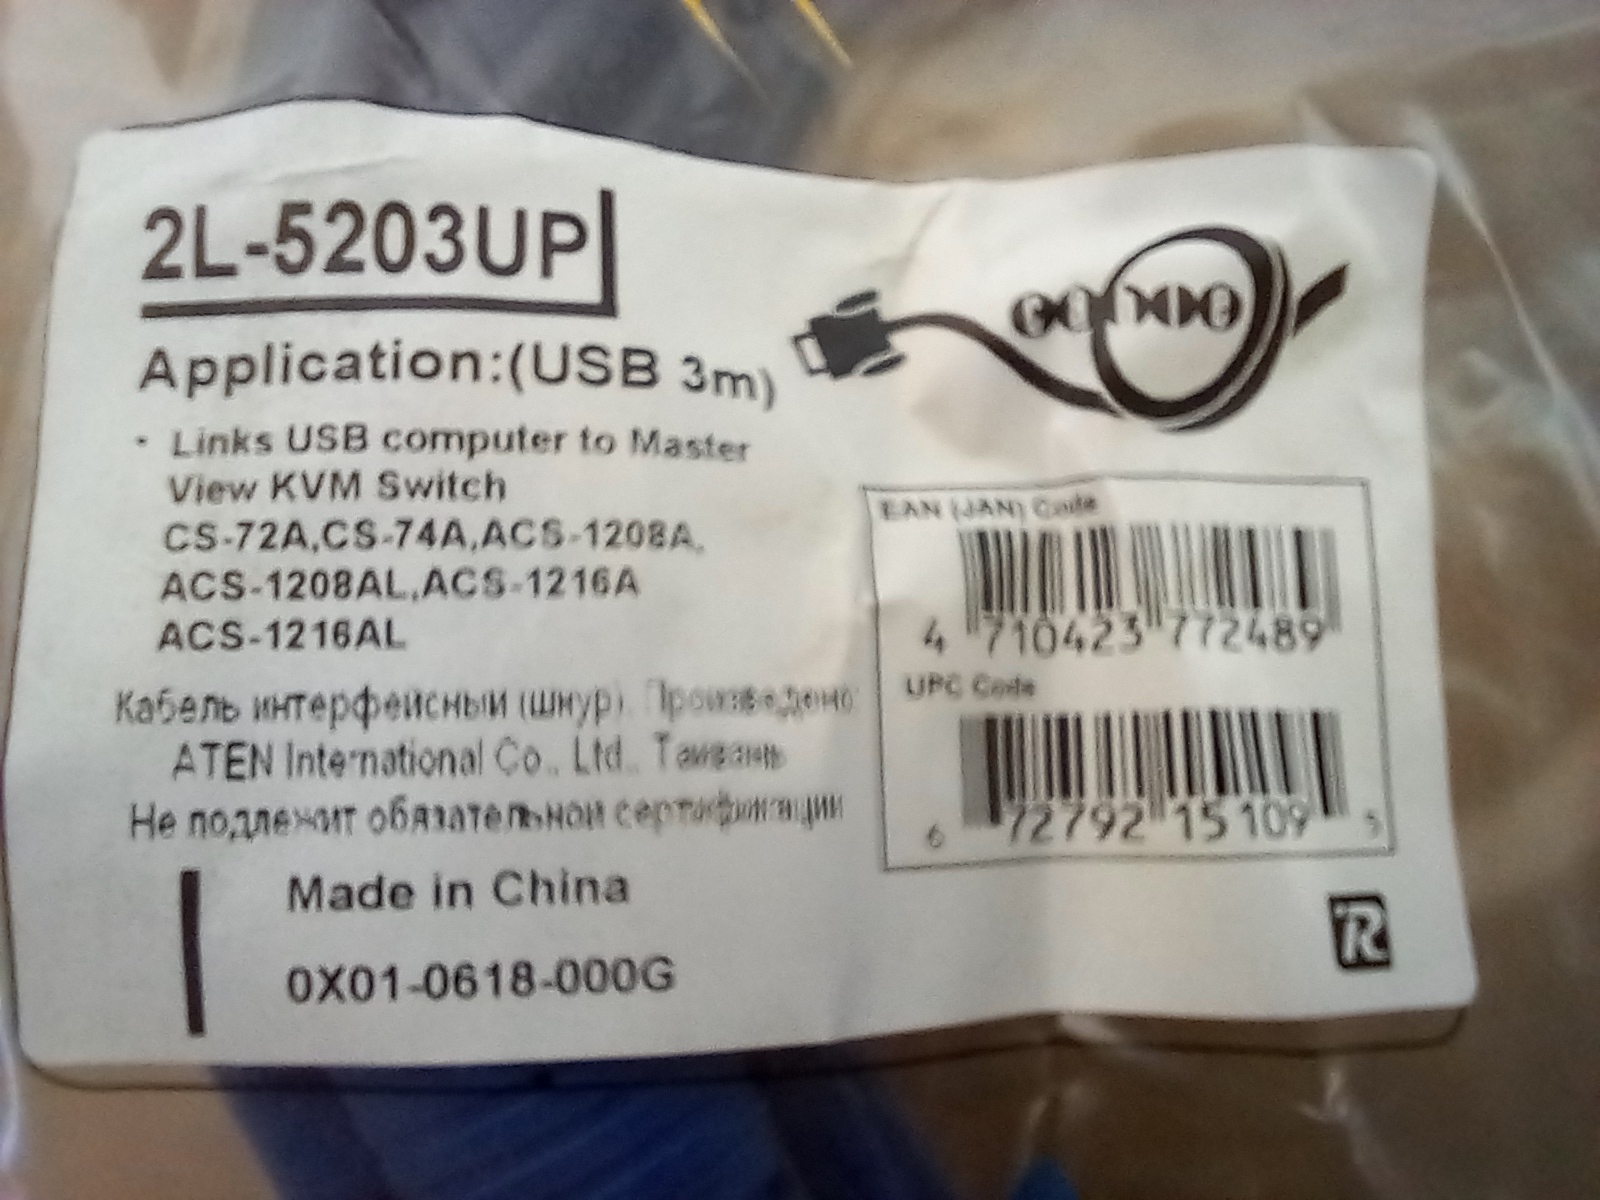 2L-5203UP
Application:(USB 3m)
· Links USB computer to Master
View KVM Switch
CS-72A,CS-74A,ACS-1208A,
ACS-1208AL,ACS-1216A
ACS-1216AL
Кабель интерфейсный (шнур). Произведено:
ATEN International Co., Ltd., Тайвань
Не подлежит обязательной сертификации
Made in China
0X01-0618-000G
EAN (JAN) Code
4 710423 772489
UPC Code
6 72792 15109 5
R